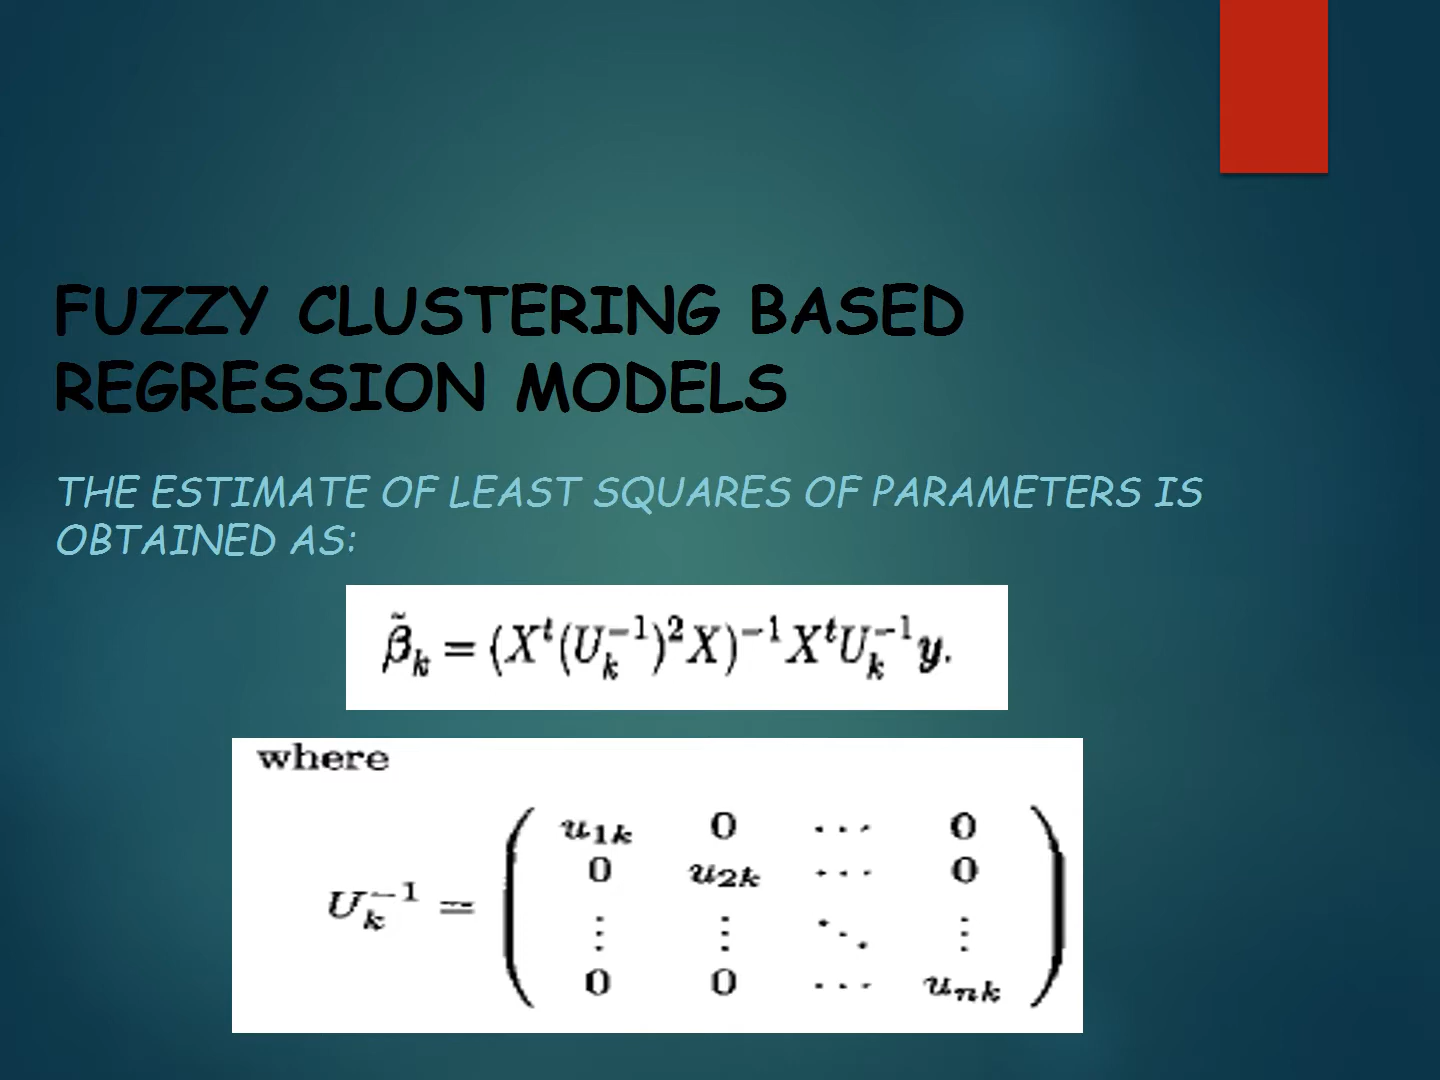 FUZZY CLUSTERING BASED
REGRESSION MODELS
THE ESTIMATE OF LEAST SQUARES OF PARAMETERS IS
OBTAINED AS:
β̃ₖ = (Xᵗ(Uₖ⁻¹)²X)⁻¹XᵗUₖ⁻¹y.
where
u₁ₖ 0 ⋯ 0
0 u₂ₖ ⋯ 0
Uₖ⁻¹ =
⋮ ⋮ ⋱ ⋮
0 0 ⋯ uₙₖ